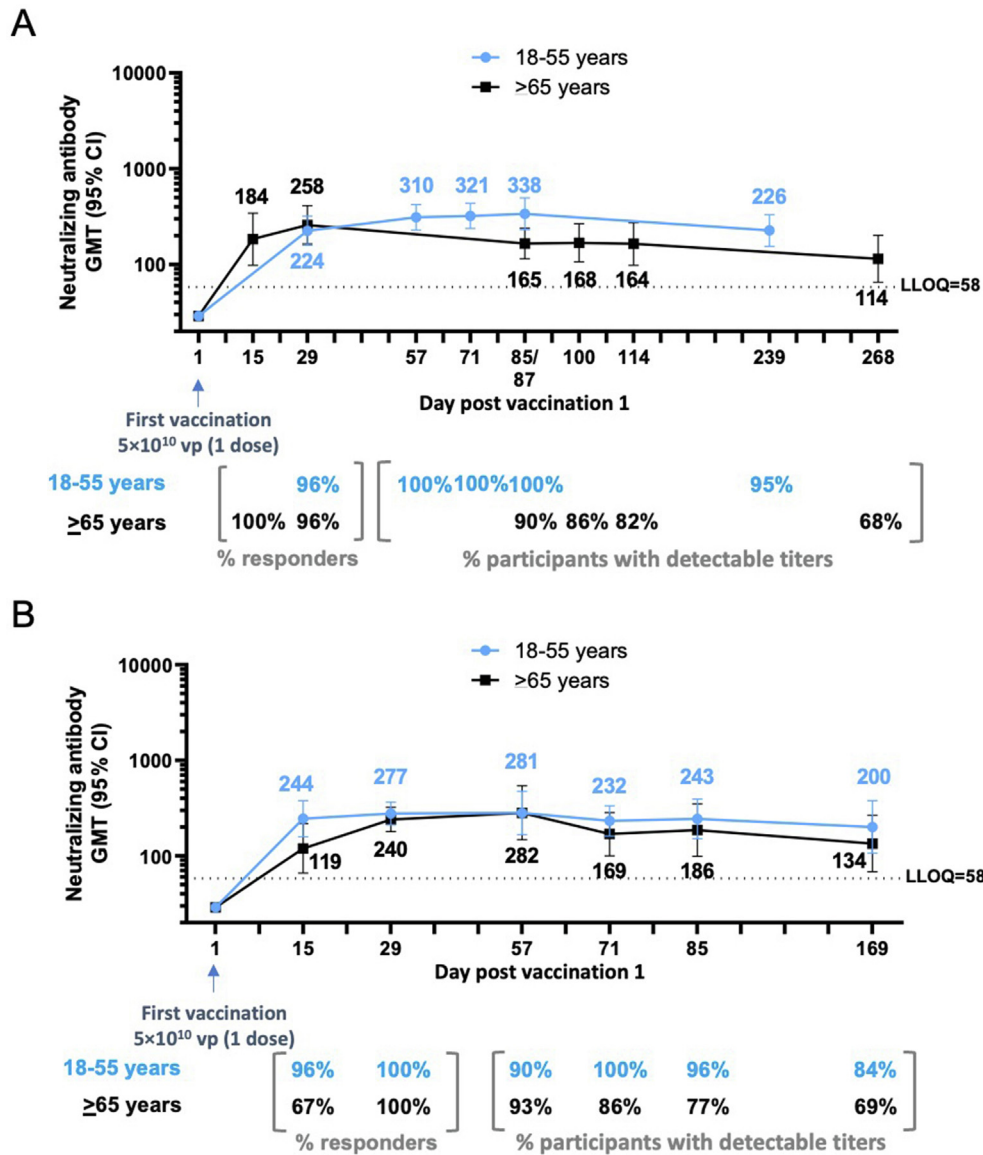 A
18-55 years
≥65 years
Neutralizing antibody
GMT (95% CI)
10000
1000
100
184
258
224
310
321
338
226
165
168
164
114
LLOQ=58
1 15 29 57 71 85/ 100 114 239 268
87
Day post vaccination 1
First vaccination
5×10¹⁰ vp (1 dose)
18-55 years 96% 100% 100% 100% 95%
≥65 years 100% 96% 90% 86% 82% 68%
% responders % participants with detectable titers
B
18-55 years
≥65 years
Neutralizing antibody
GMT (95% CI)
10000
1000
100
244 277 281 232 243 200
119 240 282 169 186 134
LLOQ=58
1 15 29 57 71 85 169
Day post vaccination 1
First vaccination
5×10¹⁰ vp (1 dose)
18-55 years 96% 100% 90% 100% 96% 84%
≥65 years 67% 100% 93% 86% 77% 69%
% responders % participants with detectable titers